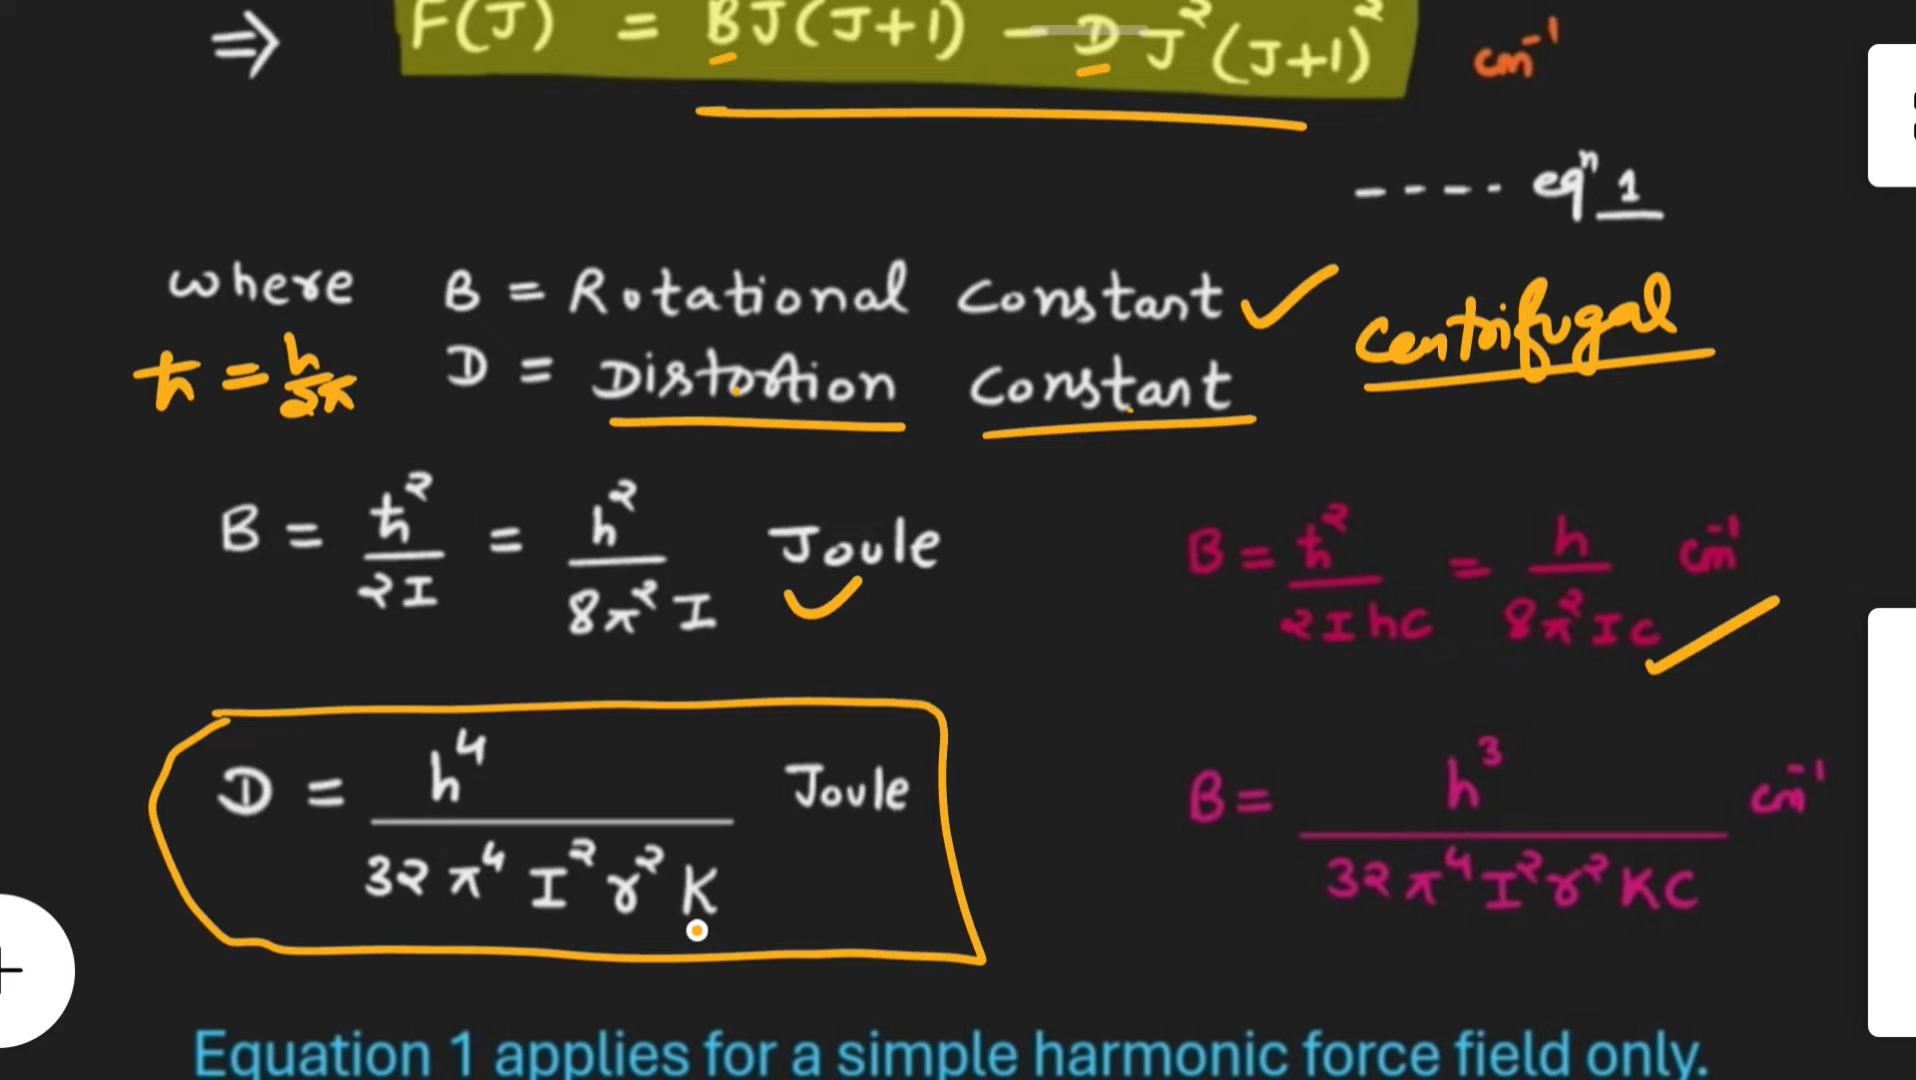 ⇒ F(J) = BJ(J+1) - D J²(J+1)² cm⁻¹
---- eqⁿ 1
where B = Rotational Constant ✓
ħ = h/2π D = Distortion Constant Centrifugal
B = ħ²/2I = h²/8π²I Joule ✓ B = ħ²/2Ihc = h/8π²Ic cm⁻¹ ✓
D = h⁴/32π⁴I²r²K Joule B = h³/32π⁴I²r²KC cm⁻¹
Equation 1 applies for a simple harmonic force field only.